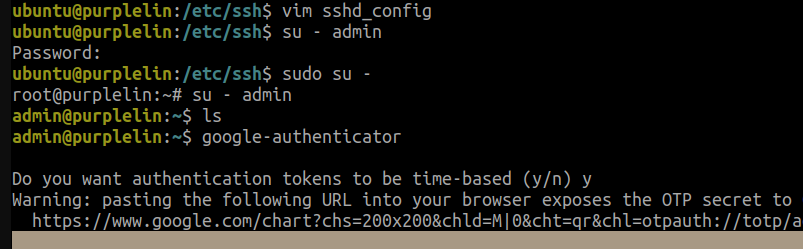 ubuntu@purplelin:/etc/ssh$ vim sshd_config
ubuntu@purplelin:/etc/ssh$ su - admin
Password:
ubuntu@purplelin:/etc/ssh$ sudo su -
root@purplelin:~# su - admin
admin@purplelin:~$ ls
admin@purplelin:~$ google-authenticator
Do you want authentication tokens to be time-based (y/n) y
Warning: pasting the following URL into your browser exposes the OTP secret to
https://www.google.com/chart?chs=200x200&chld=M|0&cht=qr&chl=otpauth://totp/a